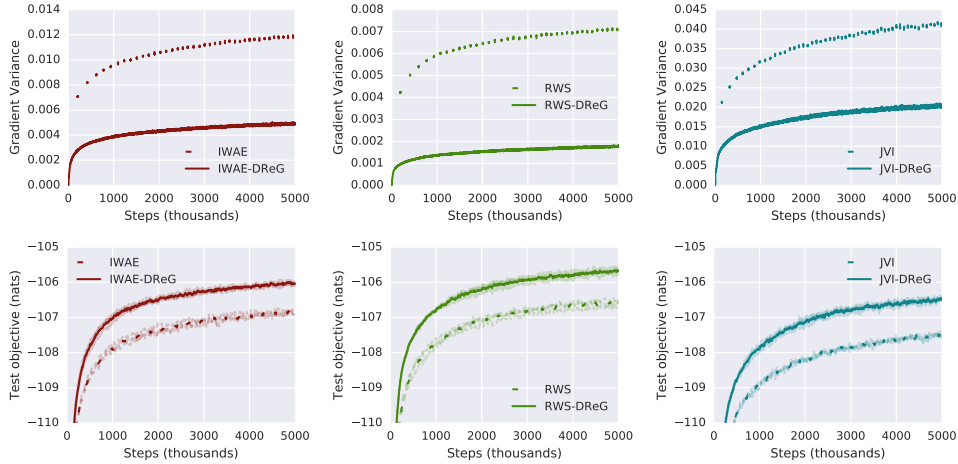 0.014
0.012
0.010
0.008
0.006
0.004
0.002
0.000
Gradient Variance
IWAE
IWAE-DReG
0 1000 2000 3000 4000 5000
Steps (thousands)
0.008
0.007
0.006
0.005
0.004
0.003
0.002
0.001
0.000
Gradient Variance
RWS
RWS-DReG
0 1000 2000 3000 4000 5000
Steps (thousands)
0.045
0.040
0.035
0.030
0.025
0.020
0.015
0.010
0.005
0.000
Gradient Variance
JVI
JVI-DReG
0 1000 2000 3000 4000 5000
Steps (thousands)
−105
−106
−107
−108
−109
−110
Test objective (nats)
IWAE
IWAE-DReG
0 1000 2000 3000 4000 5000
Steps (thousands)
−105
−106
−107
−108
−109
−110
Test objective (nats)
RWS
RWS-DReG
0 1000 2000 3000 4000 5000
Steps (thousands)
−105
−106
−107
−108
−109
−110
Test objective (nats)
JVI
JVI-DReG
0 1000 2000 3000 4000 5000
Steps (thousands)